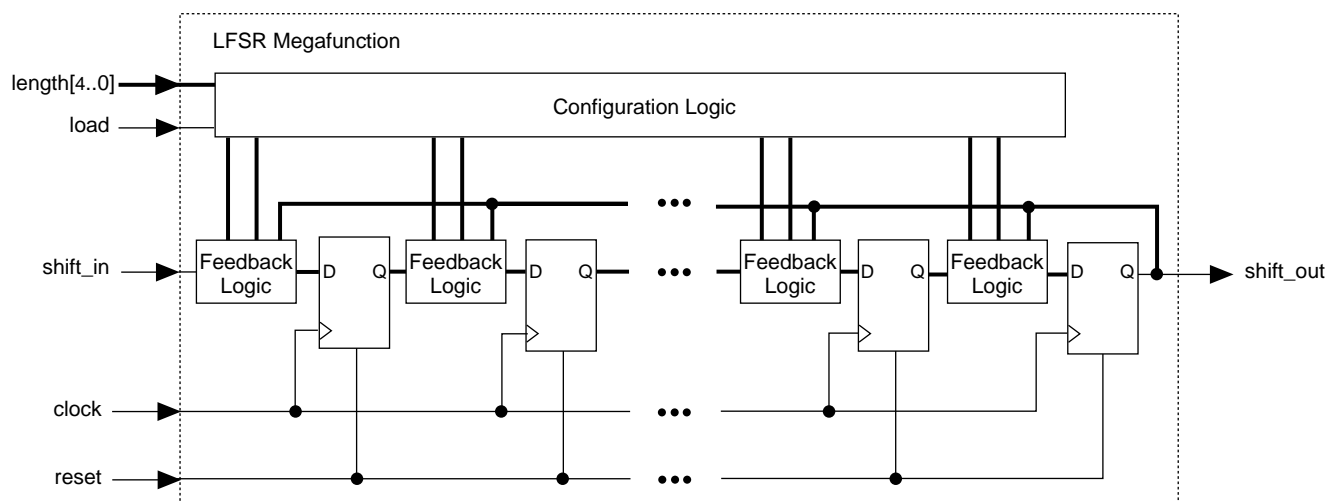 LFSR Megafunction
length[4..0]
Configuration Logic
load
shift_in
Feedback
Logic
D Q
Feedback
Logic
D Q
•••
Feedback
Logic
D Q
Feedback
Logic
D Q
shift_out
clock
reset